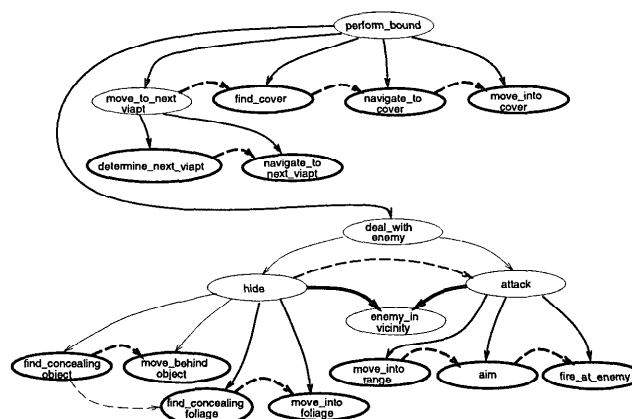 perform_bound
move_to_next
viapt
find_cover
navigate_to
cover
move_into
cover
determine_next_viapt
navigate_to
next_viapt
deal_with
enemy
hide
attack
enemy_in
vicinity
find_concealing
object
move_behind
object
move_into
range
aim
fire_at_enemy
find_concealing
foliage
move_into
foliage